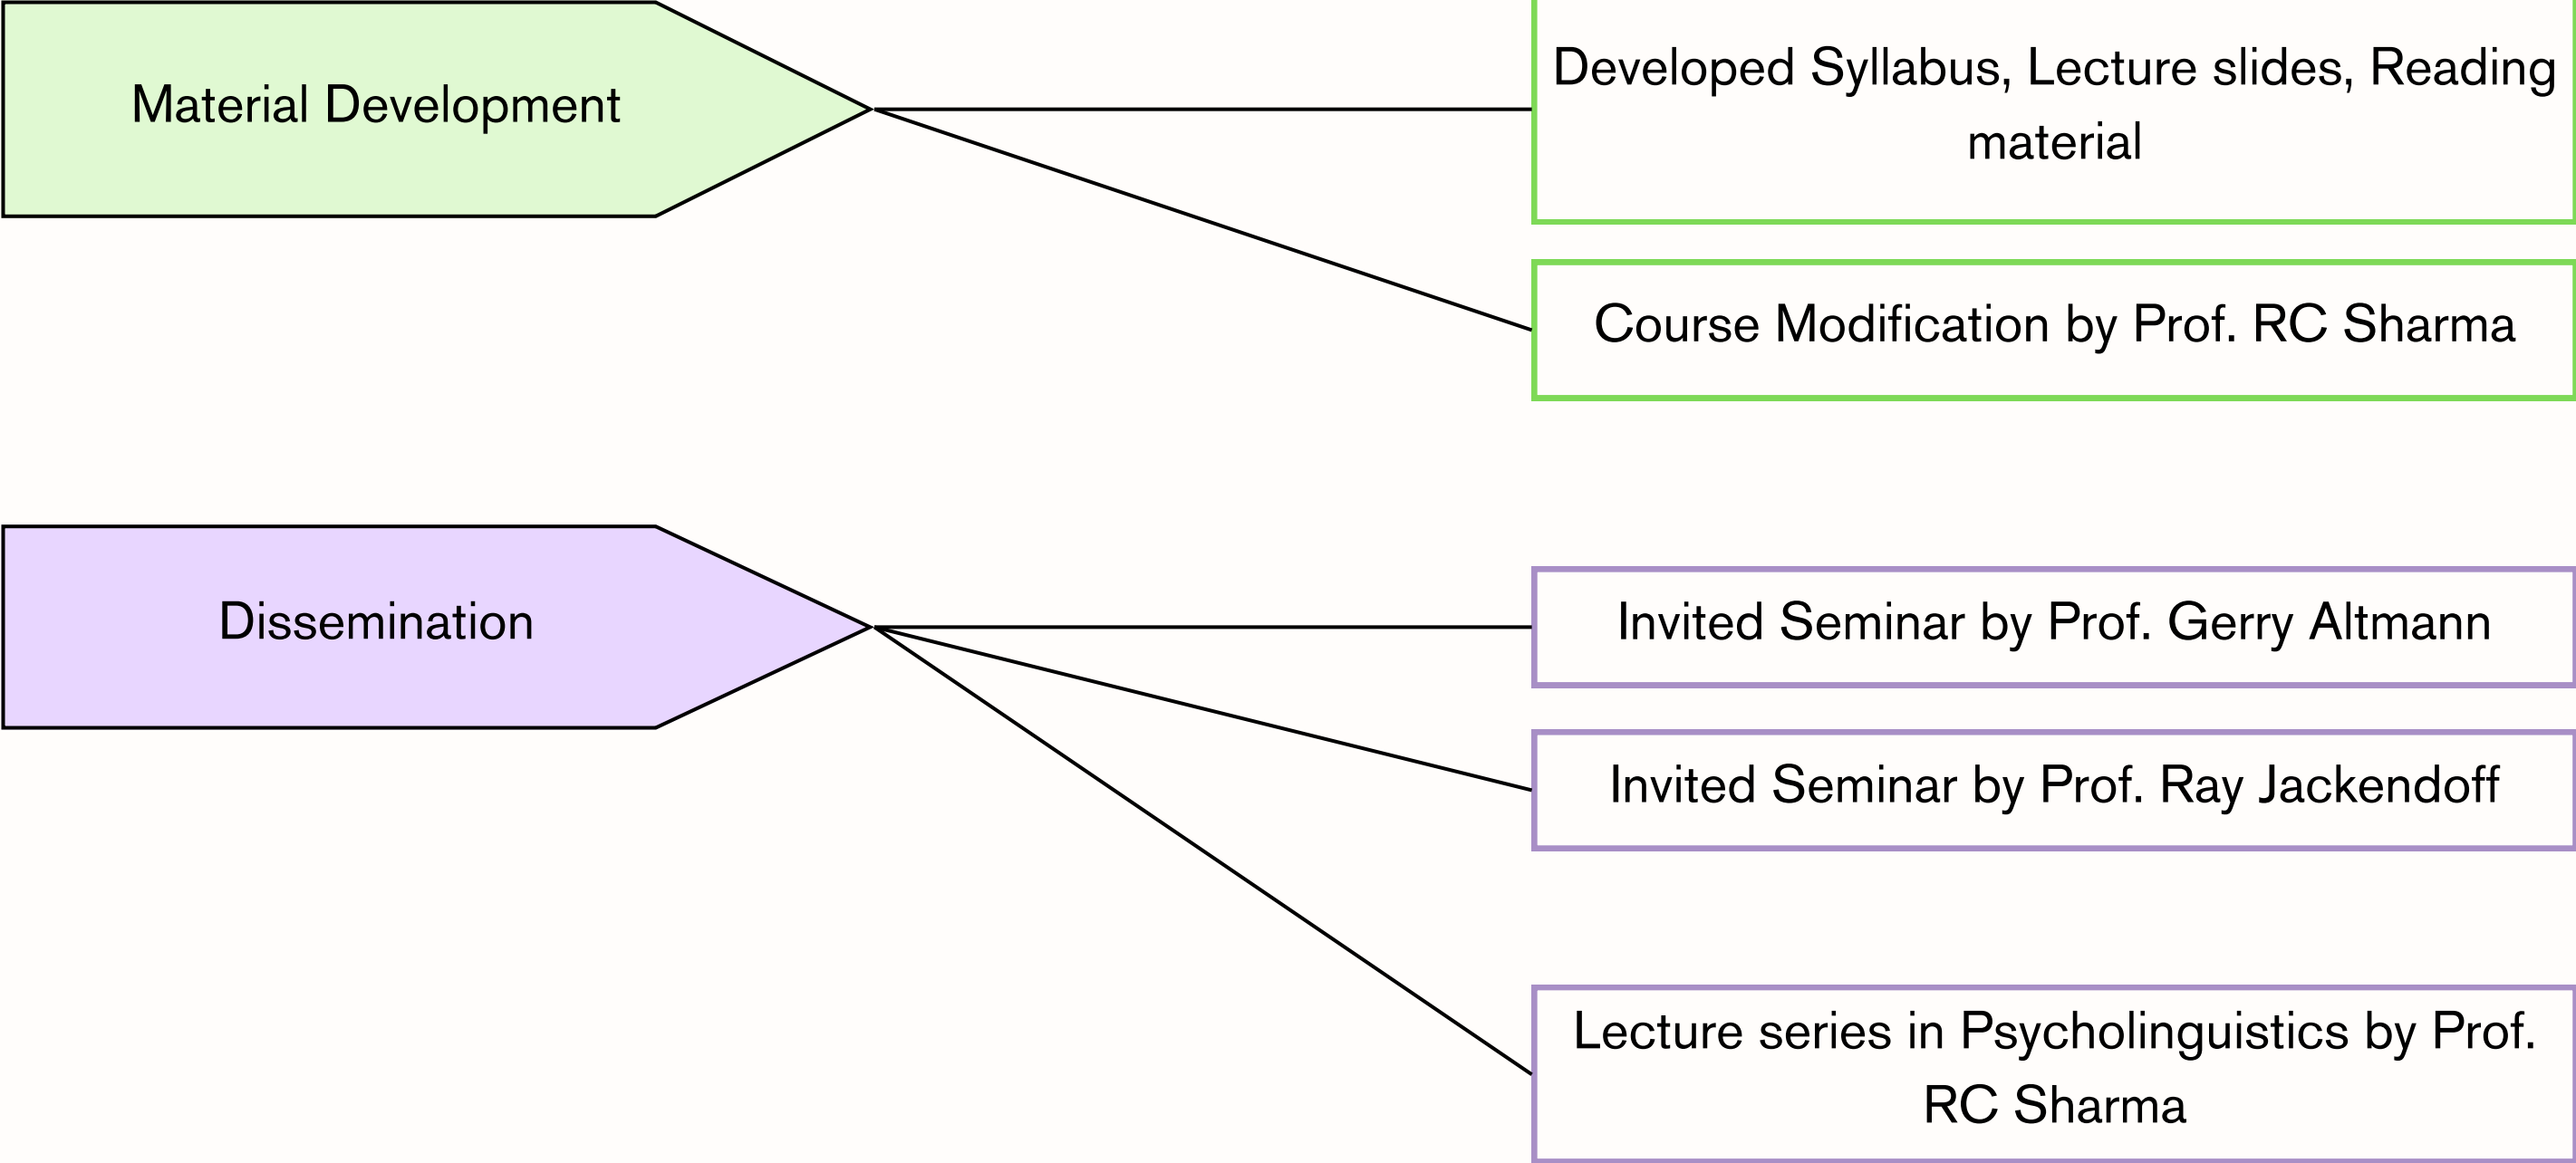 Material Development
Developed Syllabus, Lecture slides, Reading
material
Course Modification by Prof. RC Sharma
Dissemination
Invited Seminar by Prof. Gerry Altmann
Invited Seminar by Prof. Ray Jackendoff
Lecture series in Psycholinguistics by Prof.
RC Sharma